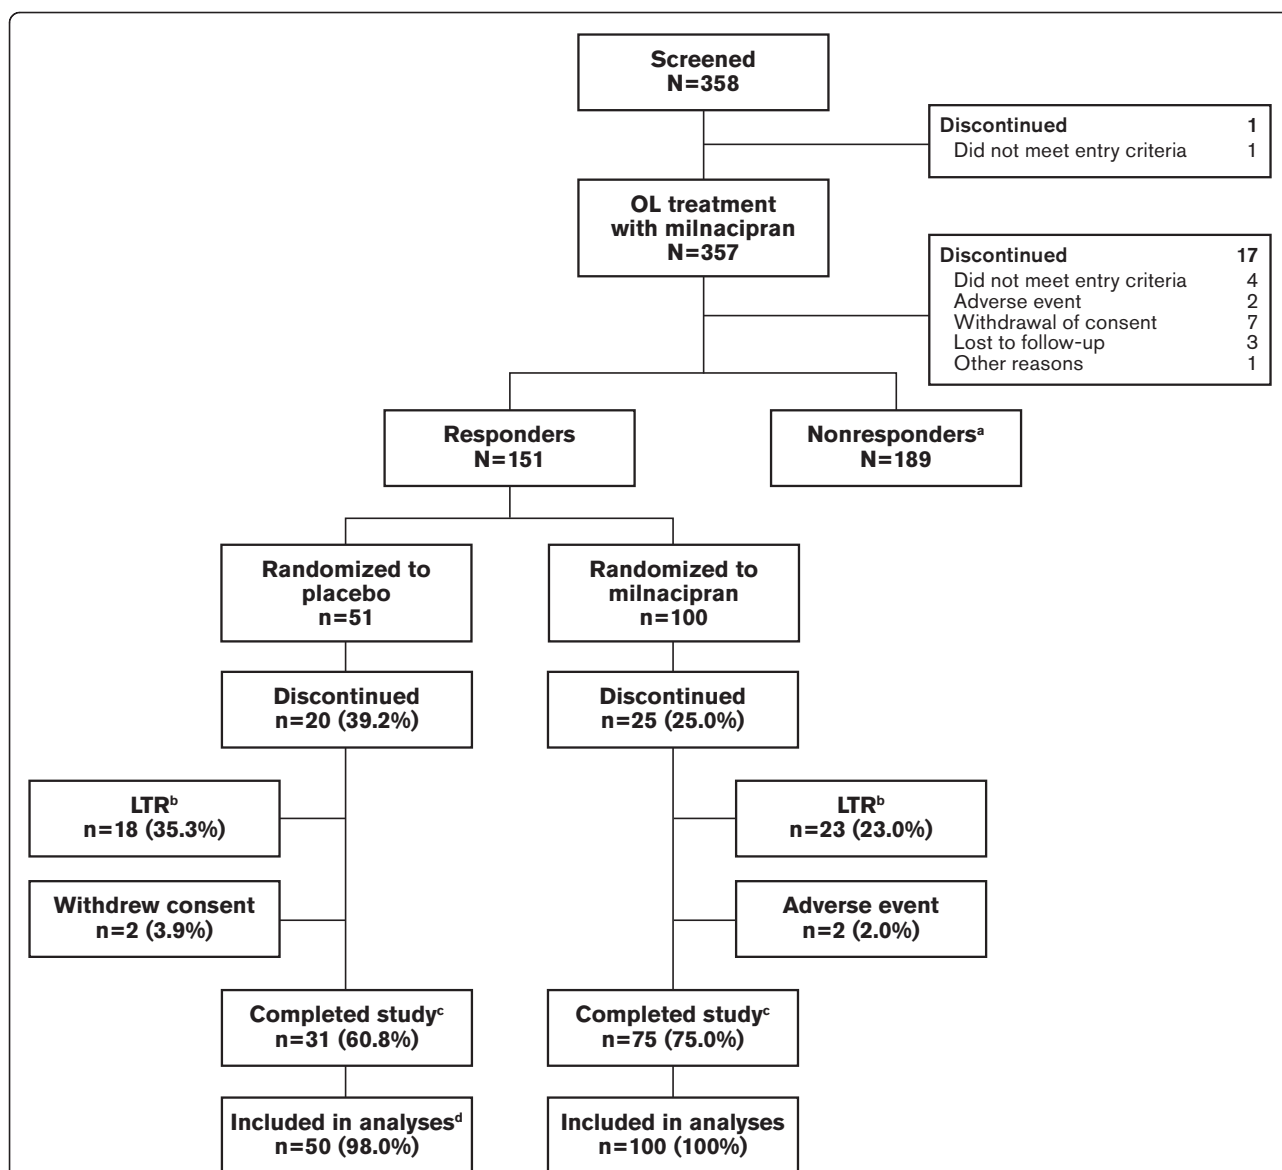 Screened
N=358
Discontinued 1
Did not meet entry criteria 1
OL treatment
with milnacipran
N=357
Discontinued 17
Did not meet entry criteria 4
Adverse event 2
Withdrawal of consent 7
Lost to follow-up 3
Other reasons 1
Responders
N=151
Nonrespondersᵃ
N=189
Randomized to
placebo
n=51
Randomized to
milnacipran
n=100
Discontinued
n=20 (39.2%)
Discontinued
n=25 (25.0%)
LTRᵇ
n=18 (35.3%)
LTRᵇ
n=23 (23.0%)
Withdrew consent
n=2 (3.9%)
Adverse event
n=2 (2.0%)
Completed studyᶜ
n=31 (60.8%)
Completed studyᶜ
n=75 (75.0%)
Included in analysesᵈ
n=50 (98.0%)
Included in analyses
n=100 (100%)